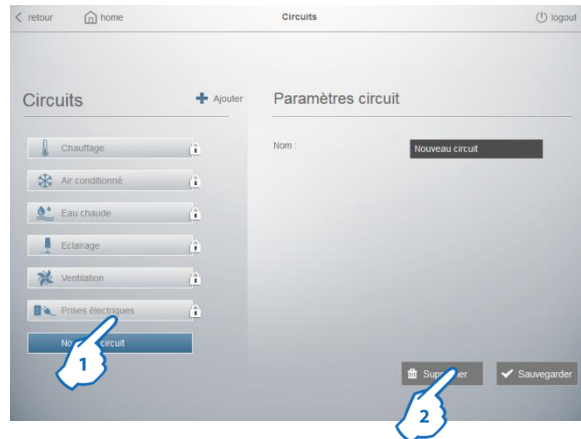 retour
home
Circuits
logout
Circuits
Ajouter
Paramètres circuit
Chauffage
Nom :
Nouveau circuit
Air conditionné
Eau chaude
Eclairage
Ventilation
Prises électriques
circuit
1
Sauvegarder
2